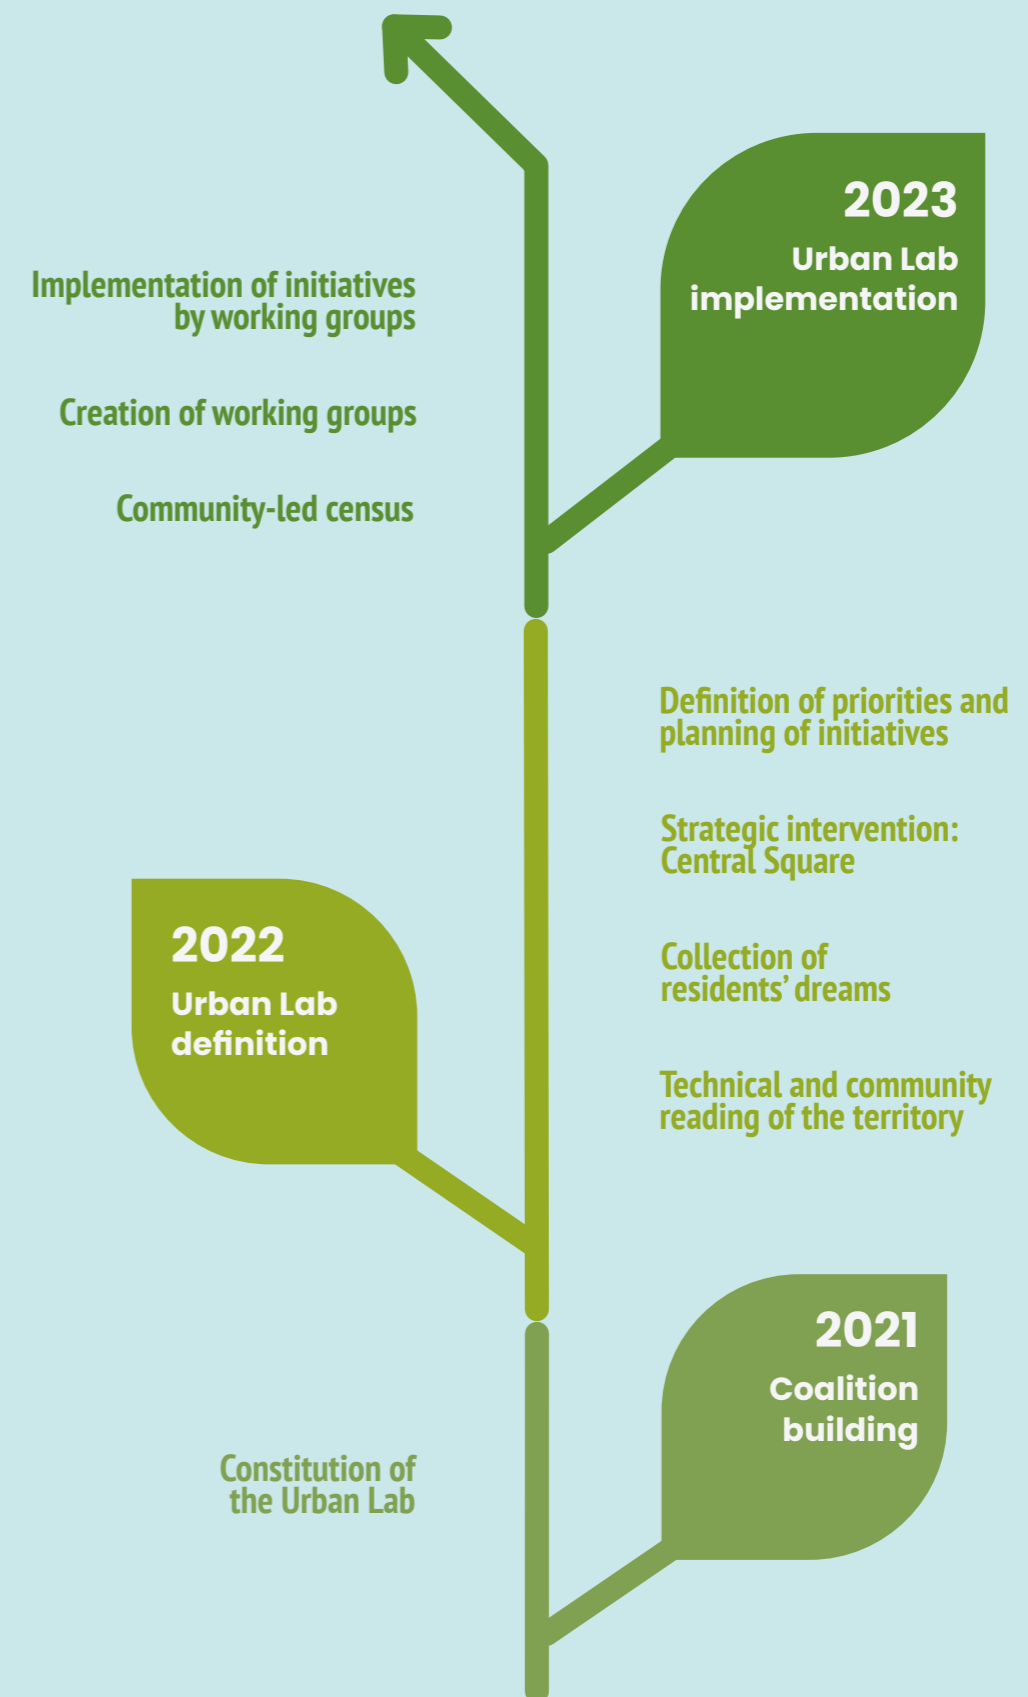 2023
Urban Lab
implementation
Implementation of initiatives
by working groups
Creation of working groups
Community-led census
Definition of priorities and
planning of initiatives
Strategic intervention:
Central Square
Collection of
residents’ dreams
Technical and community
reading of the territory
2022
Urban Lab
definition
2021
Coalition
building
Constitution of
the Urban Lab